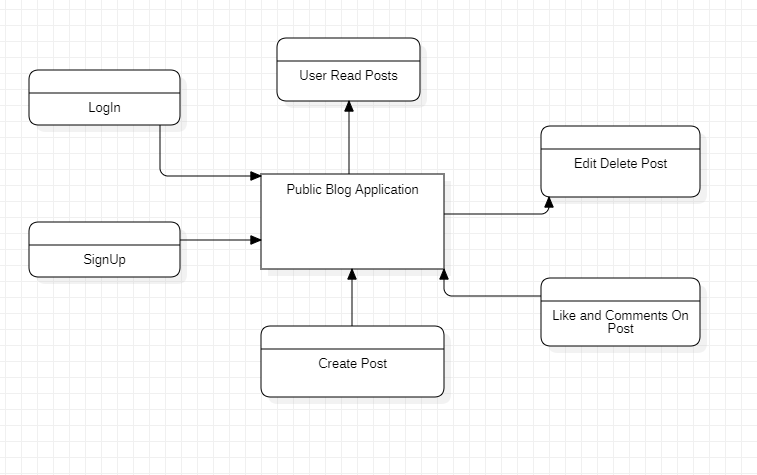 User Read Posts
LogIn
Edit Delete Post
Public Blog Application
SignUp
Like and Comments On
Post
Create Post